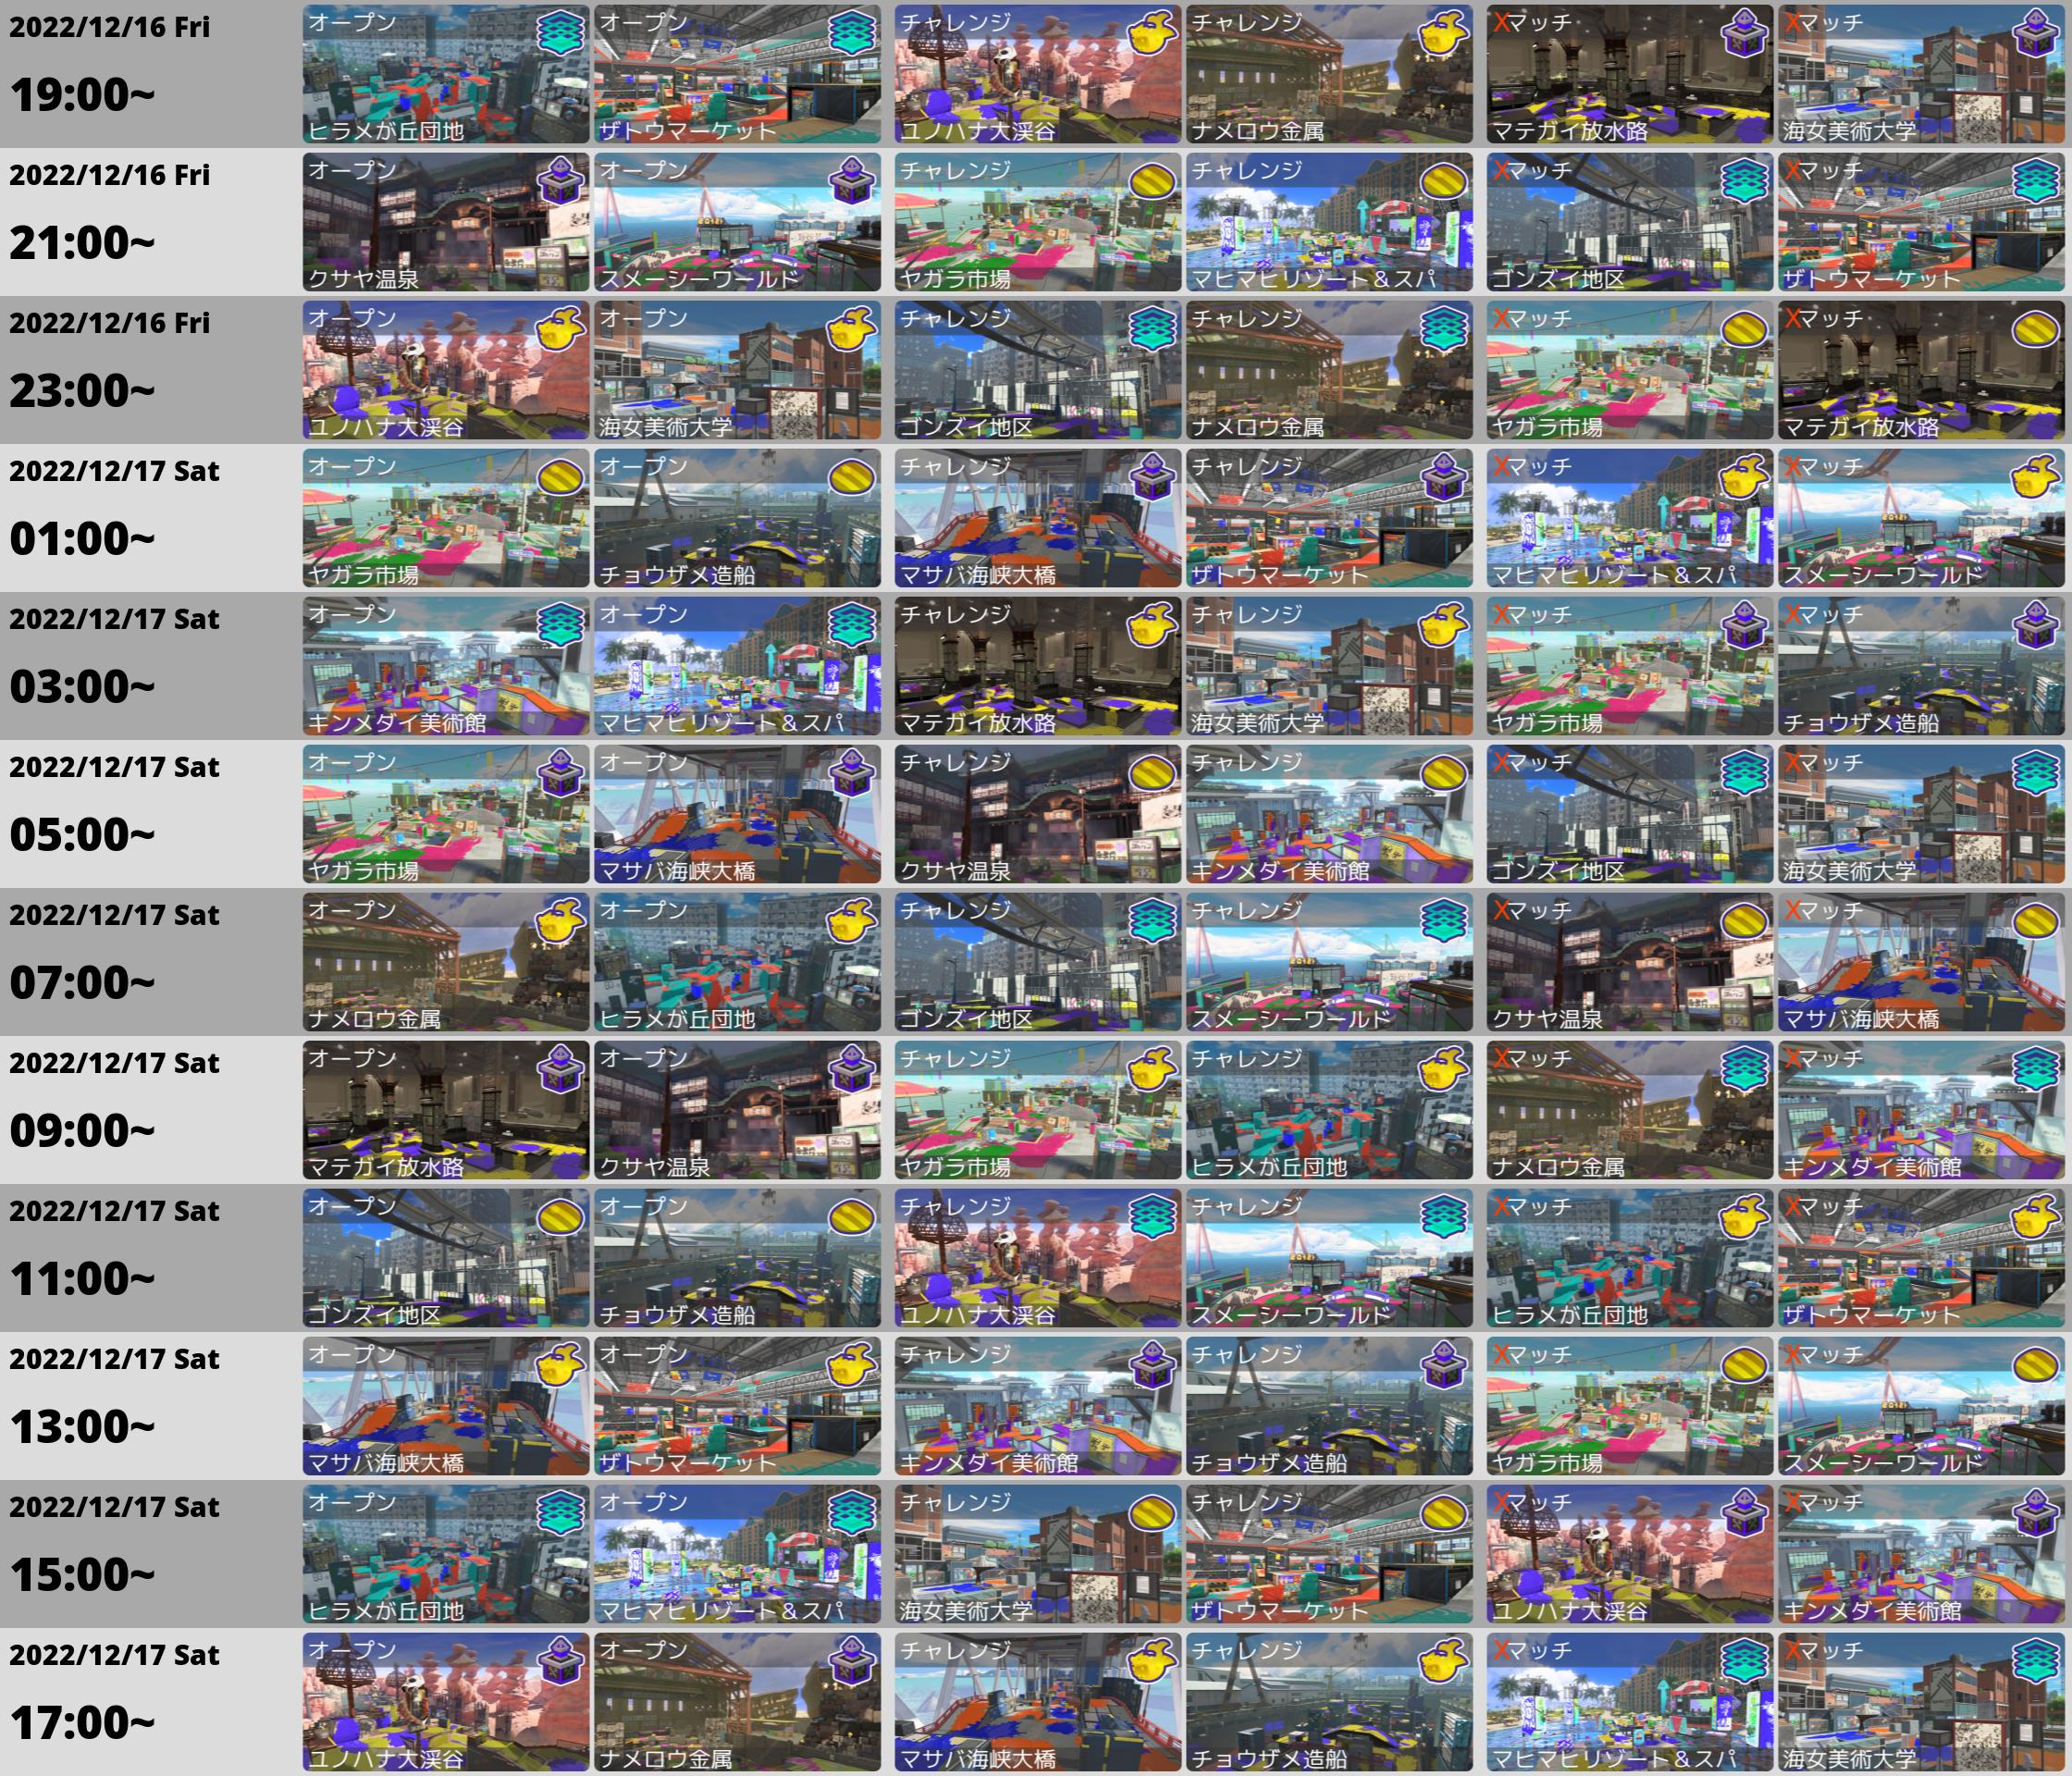 2022/12/16 Fri
19:00~
オープン オープン チャレンジ チャレンジ Xマッチ Xマッチ
ヒラメが丘団地 ザトウマーケット ユノハナ大渓谷 ナメロウ金属 マテガイ放水路 海女美術大学
2022/12/16 Fri
21:00~
オープン オープン チャレンジ チャレンジ Xマッチ Xマッチ
クサヤ温泉 スメーシーワールド ヤガラ市場 マヒマヒリゾート&スパ ゴンズイ地区 ザトウマーケット
2022/12/16 Fri
23:00~
オープン オープン チャレンジ チャレンジ Xマッチ Xマッチ
ユノハナ大渓谷 海女美術大学 ゴンズイ地区 ナメロウ金属 ヤガラ市場 マテガイ放水路
2022/12/17 Sat
01:00~
オープン オープン チャレンジ チャレンジ Xマッチ Xマッチ
ヤガラ市場 チョウザメ造船 マサバ海峡大橋 ザトウマーケット マヒマヒリゾート&スパ スメーシーワールド
2022/12/17 Sat
03:00~
オープン オープン チャレンジ チャレンジ Xマッチ Xマッチ
キンメダイ美術館 マヒマヒリゾート&スパ マテガイ放水路 海女美術大学 ヤガラ市場 チョウザメ造船
2022/12/17 Sat
05:00~
オープン オープン チャレンジ チャレンジ Xマッチ Xマッチ
ヤガラ市場 マサバ海峡大橋 クサヤ温泉 キンメダイ美術館 ゴンズイ地区 海女美術大学
2022/12/17 Sat
07:00~
オープン オープン チャレンジ チャレンジ Xマッチ Xマッチ
ナメロウ金属 ヒラメが丘団地 ゴンズイ地区 スメーシーワールド クサヤ温泉 マサバ海峡大橋
2022/12/17 Sat
09:00~
オープン オープン チャレンジ チャレンジ Xマッチ Xマッチ
マテガイ放水路 クサヤ温泉 ヤガラ市場 ヒラメが丘団地 ナメロウ金属 キンメダイ美術館
2022/12/17 Sat
11:00~
オープン オープン チャレンジ チャレンジ Xマッチ Xマッチ
ゴンズイ地区 チョウザメ造船 ユノハナ大渓谷 スメーシーワールド ヒラメが丘団地 ザトウマーケット
2022/12/17 Sat
13:00~
オープン オープン チャレンジ チャレンジ Xマッチ Xマッチ
マサバ海峡大橋 ザトウマーケット キンメダイ美術館 チョウザメ造船 ヤガラ市場 スメーシーワールド
2022/12/17 Sat
15:00~
オープン オープン チャレンジ チャレンジ Xマッチ Xマッチ
ヒラメが丘団地 マヒマヒリゾート&スパ 海女美術大学 ザトウマーケット ユノハナ大渓谷 キンメダイ美術館
2022/12/17 Sat
17:00~
オープン オープン チャレンジ チャレンジ Xマッチ Xマッチ
ユノハナ大渓谷 ナメロウ金属 マサバ海峡大橋 チョウザメ造船 マヒマヒリゾート&スパ 海女美術大学